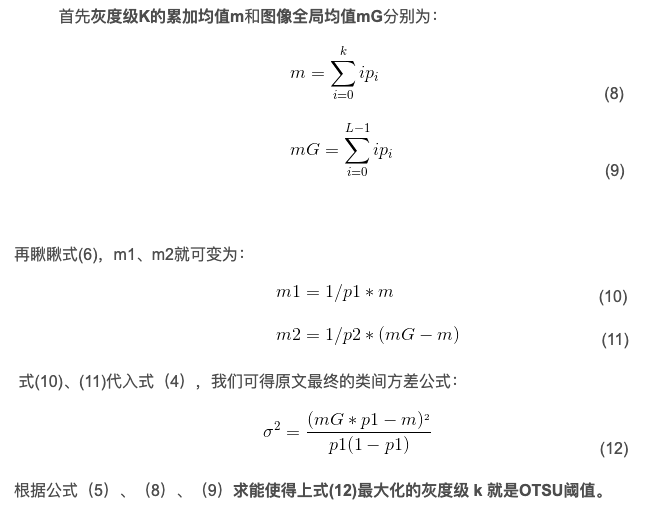 首先灰度级K的累加均值m和图像全局均值mG分别为：
m = \sum_{i=0}^{k} ip_i (8)
mG = \sum_{i=0}^{L-1} ip_i (9)
再瞅瞅式(6)，m1、m2就可变为：
m1 = 1/p1 * m (10)
m2 = 1/p2 * (mG − m) (11)
式(10)、(11)代入式（4），我们可得原文最终的类间方差公式：
σ² = \frac{(mG * p1 − m)²}{p1(1 − p1)} (12)
根据公式（5）、（8）、（9）求能使得上式(12)最大化的灰度级 k 就是OTSU阈值。